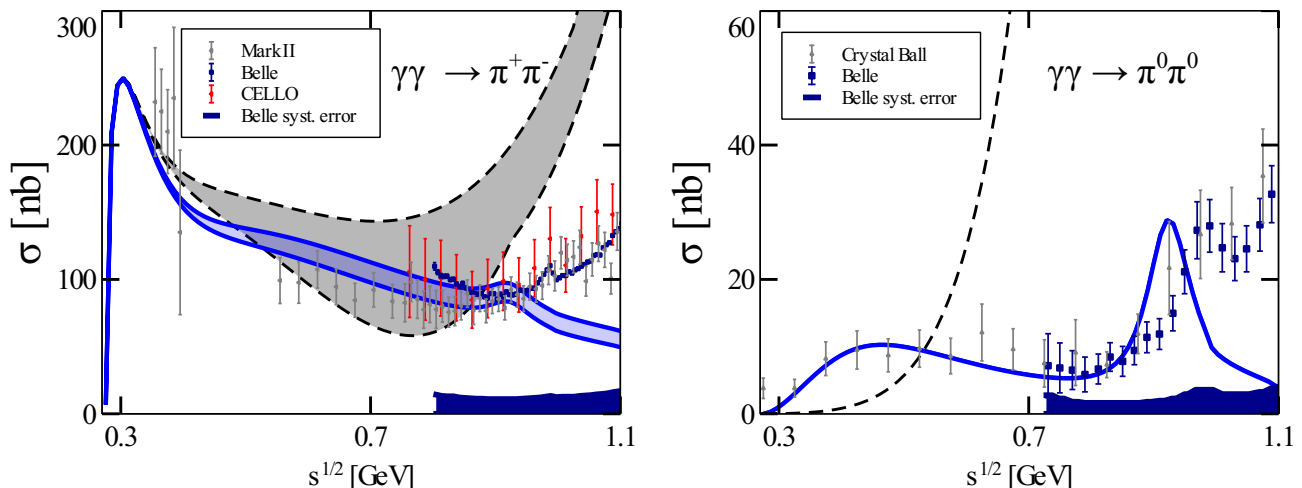 300
200
100
0
σ [nb]
MarkII
Belle
CELLO
Belle syst. error
γγ → π⁺π⁻
0.3
0.7
1.1
s^{1/2} [GeV]
60
40
20
0
σ [nb]
Crystal Ball
Belle
Belle syst. error
γγ → π⁰π⁰
0.3
0.7
1.1
s^{1/2} [GeV]